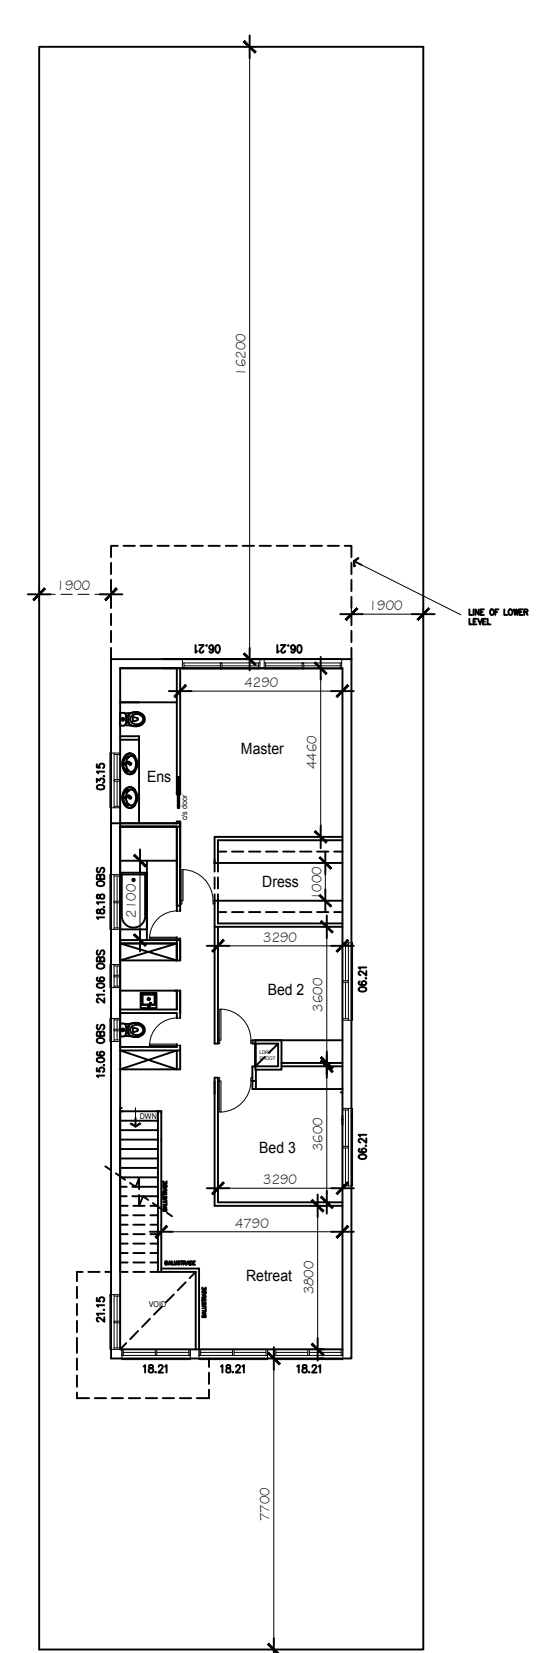 16200
1900
1900
LINE OF LOWER
LEVEL
06.21
06.21
4290
Master
4460
Ens
03.15
c/s door
Dress
1000
2100
18.18 OBS
3290
21.06 OBS
Bed 2
3600
06.21
15.06 OBS
DWN
Bed 3
3600
06.21
3290
BALUSTRADE
4790
BALUSTRADE
Retreat
3800
BALUSTRADE
VOID
21.15
18.21
18.21
18.21
7700